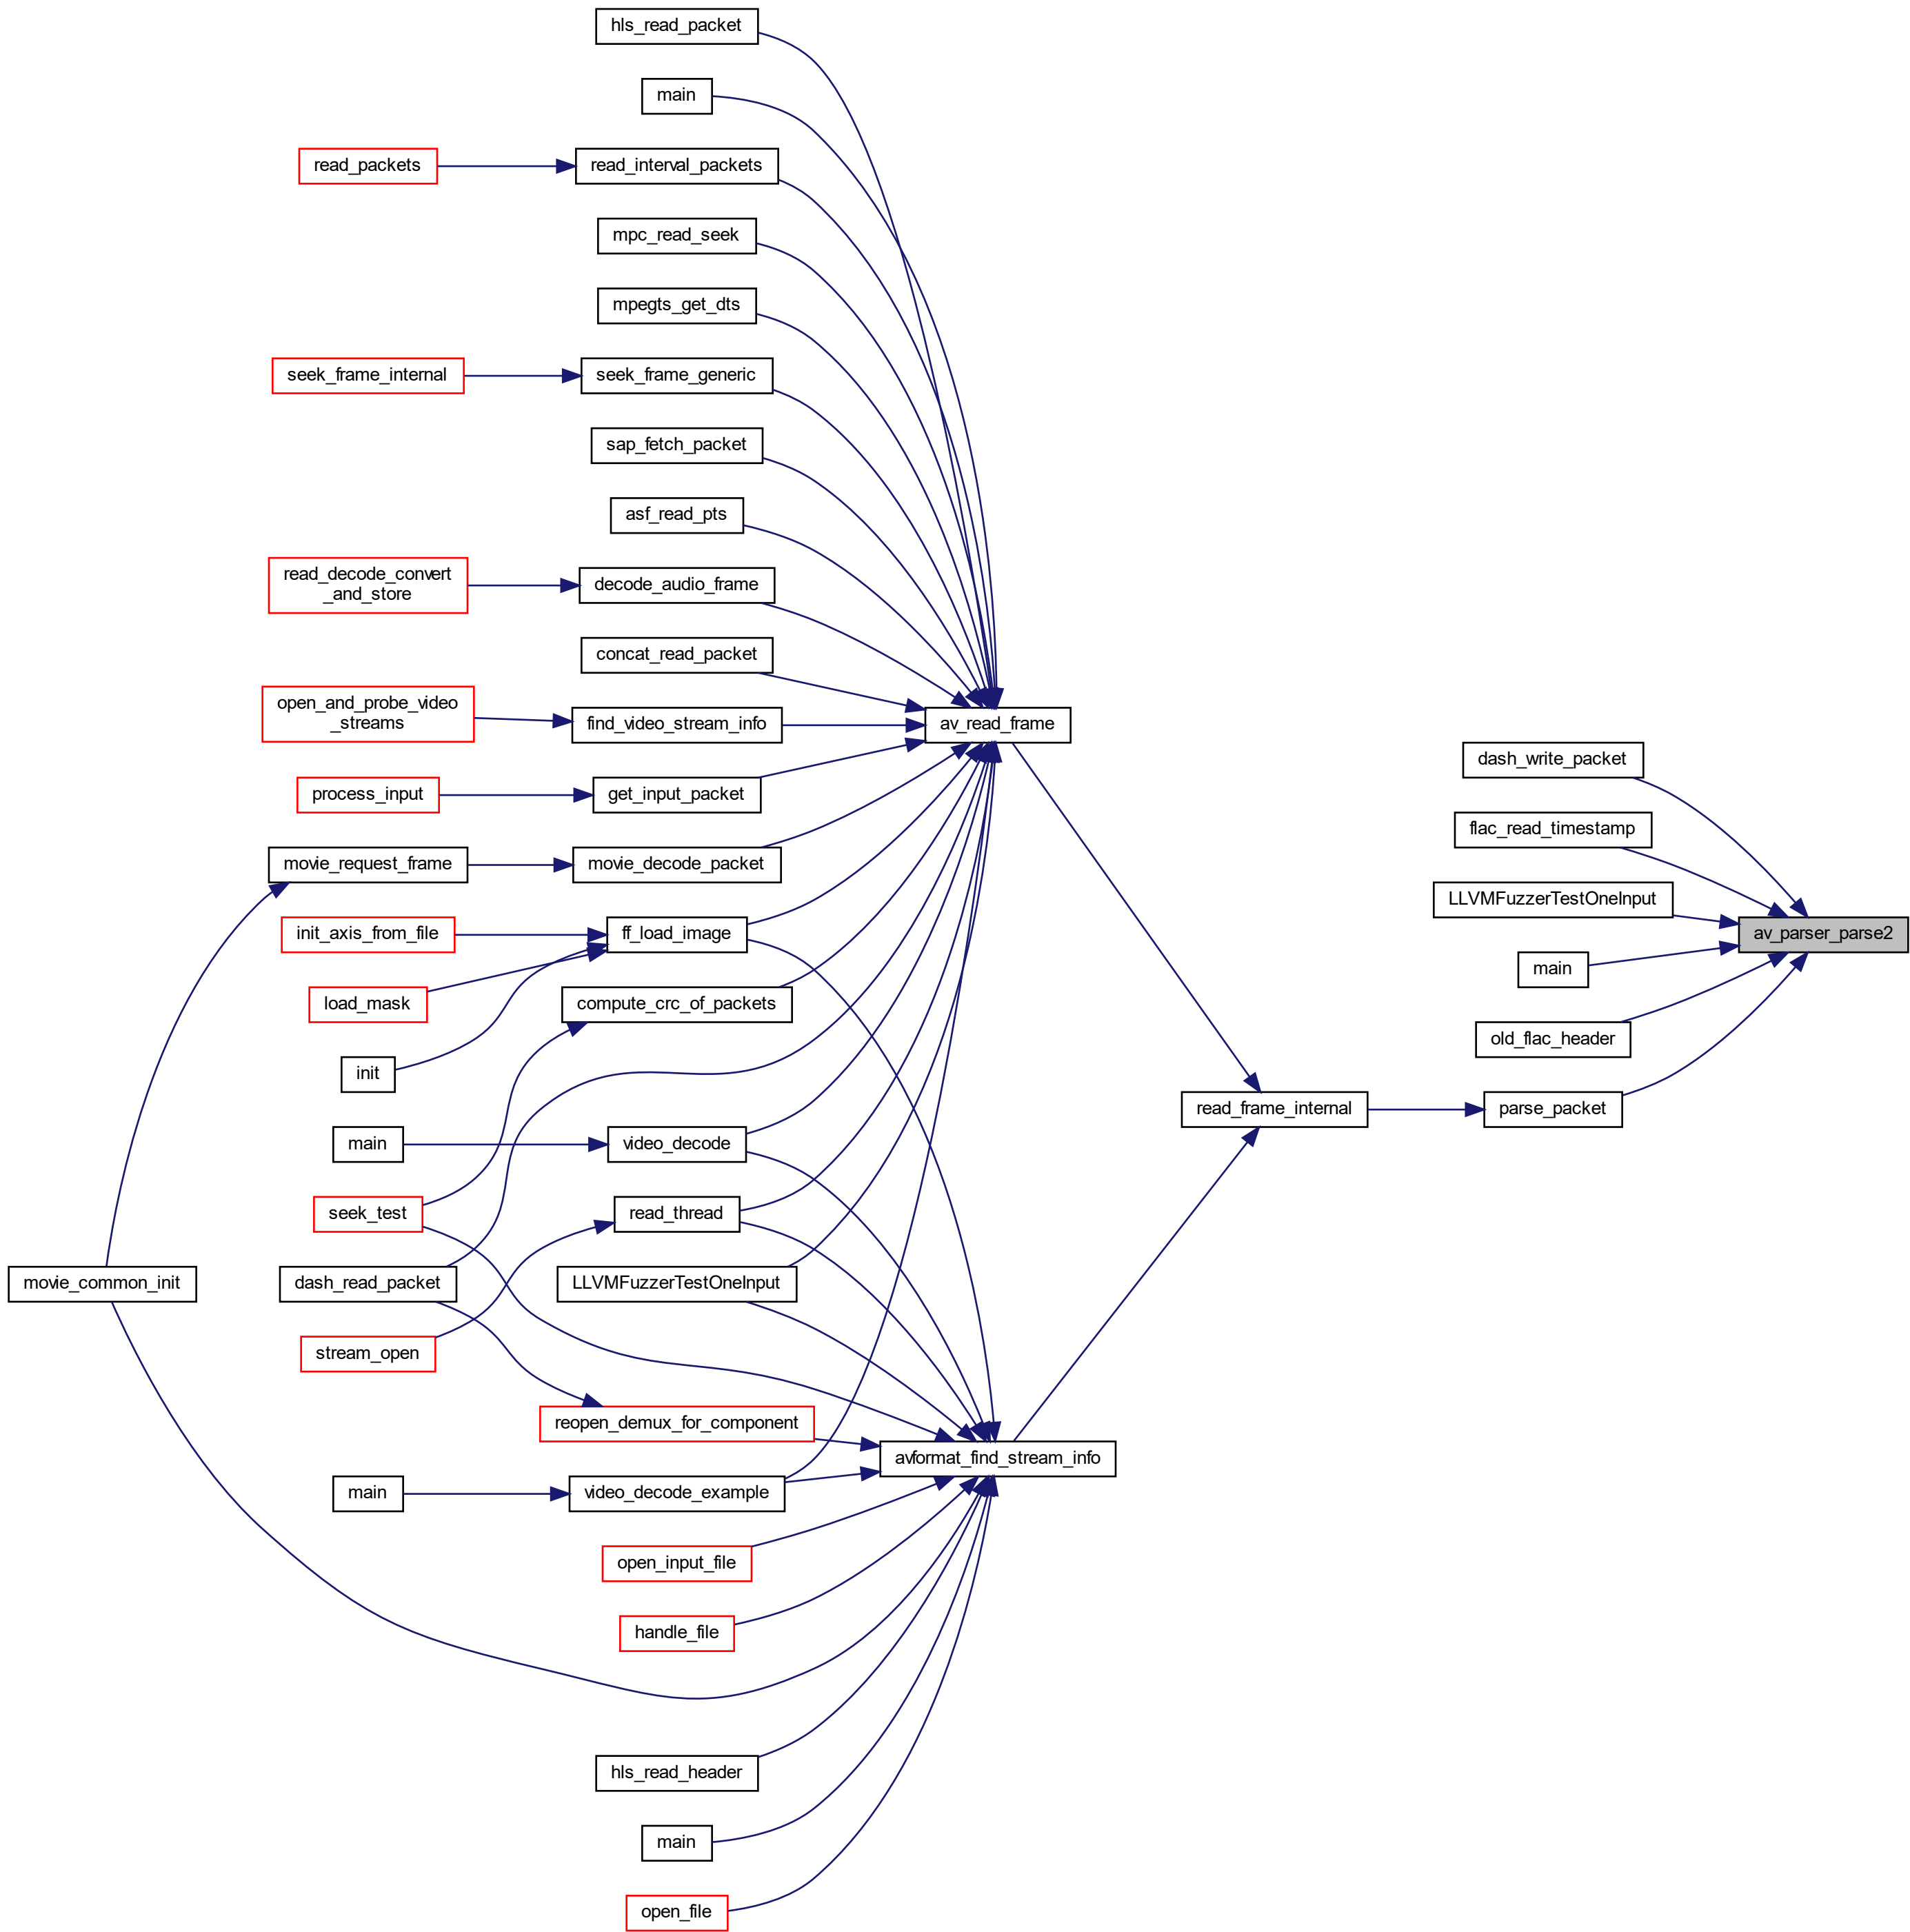 hls_read_packet
main
read_packets
read_interval_packets
mpc_read_seek
mpegts_get_dts
seek_frame_internal
seek_frame_generic
sap_fetch_packet
asf_read_pts
read_decode_convert
_and_store
decode_audio_frame
concat_read_packet
open_and_probe_video
_streams
find_video_stream_info
av_read_frame
dash_write_packet
process_input
get_input_packet
flac_read_timestamp
movie_request_frame
movie_decode_packet
LLVMFuzzerTestOneInput
init_axis_from_file
ff_load_image
av_parser_parse2
main
load_mask
compute_crc_of_packets
old_flac_header
init
read_frame_internal
parse_packet
main
video_decode
seek_test
read_thread
movie_common_init
dash_read_packet
LLVMFuzzerTestOneInput
stream_open
reopen_demux_for_component
avformat_find_stream_info
main
video_decode_example
open_input_file
handle_file
hls_read_header
main
open_file